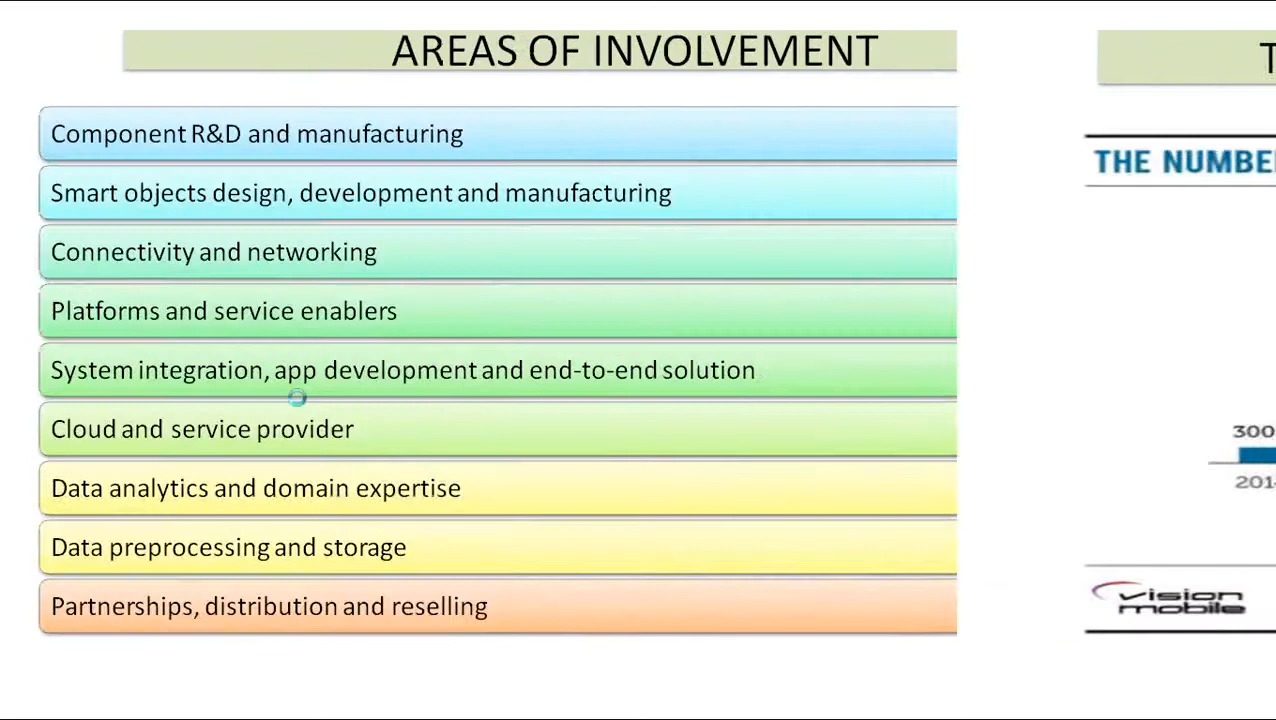 AREAS OF INVOLVEMENT
Component R&D and manufacturing
Smart objects design, development and manufacturing
Connectivity and networking
Platforms and service enablers
System integration, app development and end-to-end solution
Cloud and service provider
Data analytics and domain expertise
Data preprocessing and storage
Partnerships, distribution and reselling
THE
300
vision
mobile